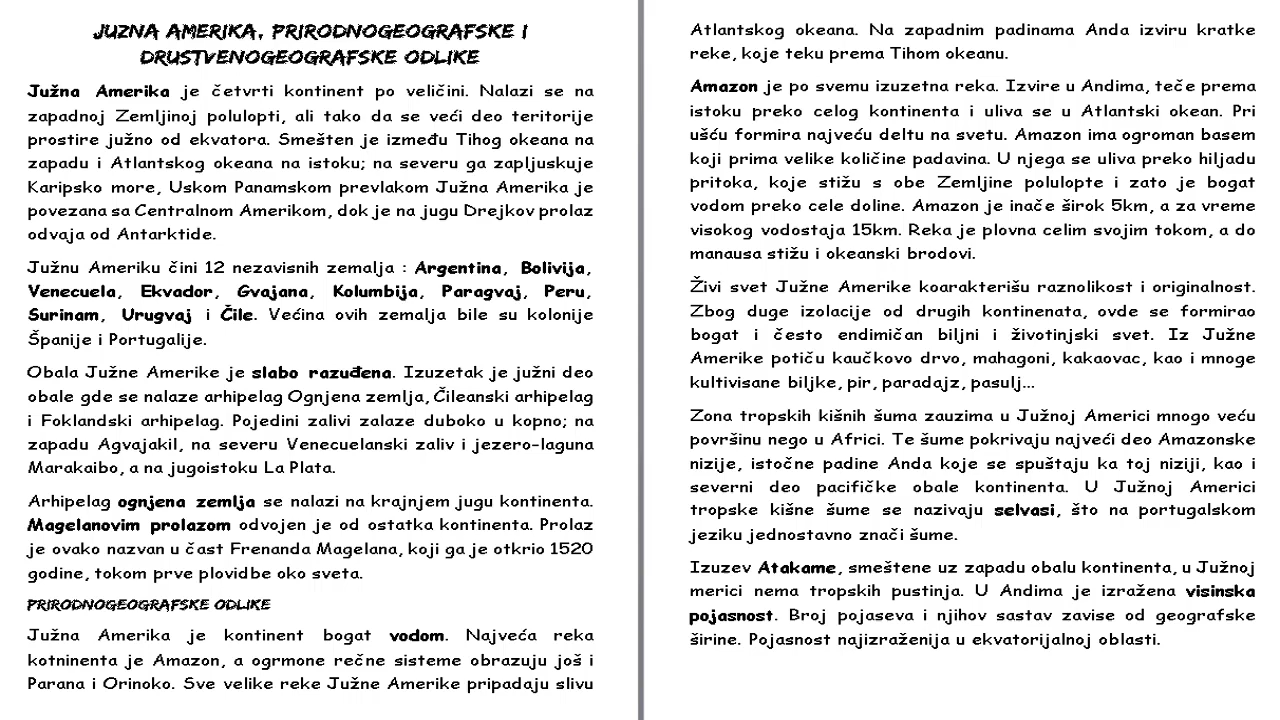 JUZNA AMERIKA, PRIRODNOGEOGRAFSKE I
DRUSTVENOGEOGRAFSKE ODLIKE
Južna Amerika je četvrti kontinent po veličini. Nalazi se na
zapadnoj Zemljinoj polulopti, ali tako da se veći deo teritorije
prostire južno od ekvatora. Smešten je između Tihog okeana na
zapadu i Atlantskog okeana na istoku; na severu ga zapljuskuje
Karipsko more, Uskom Panamskom prevlakom Južna Amerika je
povezana sa Centralnom Amerikom, dok je na jugu Drejkov prolaz
odvaja od Antarktide.
Južnu Ameriku čini 12 nezavisnih zemalja : Argentina, Bolivija,
Venecuela, Ekvador, Gvajana, Kolumbija, Paragvaj, Peru,
Surinam, Urugvaj i Čile. Većina ovih zemalja bile su kolonije
Španije i Portugalije.
Obala Južne Amerike je slabo razuđena. Izuzetak je južni deo
obale gde se nalaze arhipelag Ognjena zemlja, Čileanski arhipelag
i Foklandski arhipelag. Pojedini zalivi zalaze duboko u kopno; na
zapadu Agvajakil, na severu Venecuelanski zaliv i jezero-laguna
Marakaibo, a na jugoistoku La Plata.
Arhipelag ognjena zemlja se nalazi na krajnjem jugu kontinenta.
Magelanovim prolazom odvojen je od ostatka kontinenta. Prolaz
je ovako nazvan u čast Frenanda Magelana, koji ga je otkrio 1520
godine, tokom prve plovidbe oko sveta.
PRIRODNOGEOGRAFSKE ODLIKE
Južna Amerika je kontinent bogat vodom. Najveća reka
kotninenta je Amazon, a ogrmone rečne sisteme obrazuju još i
Parana i Orinoko. Sve velike reke Južne Amerike pripadaju slivu
Atlantskog okeana. Na zapadnim padinama Anda izviru kratke
reke, koje teku prema Tihom okeanu.
Amazon je po svemu izuzetna reka. Izvire u Andima, teče prema
istoku preko celog kontinenta i uliva se u Atlantski okean. Pri
ušću formira najveću deltu na svetu. Amazon ima ogroman basem
koji prima velike količine padavina. U njega se uliva preko hiljadu
pritoka, koje stižu s obe Zemljine polulopte i zato je bogat
vodom preko cele doline. Amazon je inače širok 5km, a za vreme
visokog vodostaja 15km. Reka je plovna celim svojim tokom, a do
manausa stižu i okeanski brodovi.
Živi svet Južne Amerike koarakterišu raznolikost i originalnost.
Zbog duge izolacije od drugih kontinenata, ovde se formirao
bogat i često endimičan biljni i životinjski svet. Iz Južne
Amerike potiču kaučkovo drvo, mahagoni, kakaovac, kao i mnoge
kultivisane biljke, pir, paradajz, pasulj...
Zona tropskih kišnih šuma zauzima u Južnoj Americi mnogo veću
površinu nego u Africi. Te šume pokrivaju najveći deo Amazonske
nizije, istočne padine Anda koje se spuštaju ka toj niziji, kao i
severni deo pacifičke obale kontinenta. U Južnoj Americi
tropske kišne šume se nazivaju selvasi, što na portugalskom
jeziku jednostavno znači šume.
Izuzev Atakame, smeštene uz zapadu obalu kontinenta, u Južnoj
merici nema tropskih pustinja. U Andima je izražena visinska
pojasnost. Broj pojaseva i njihov sastav zavise od geografske
širine. Pojasnost najizraženija u ekvatorijalnoj oblasti.